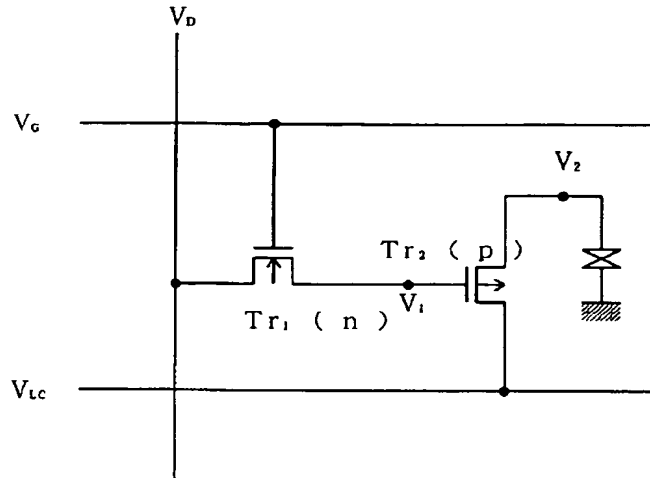 V_D
V_G
V_2
Tr_2 ( p )
V_1
Tr_1 ( n )
V_LC